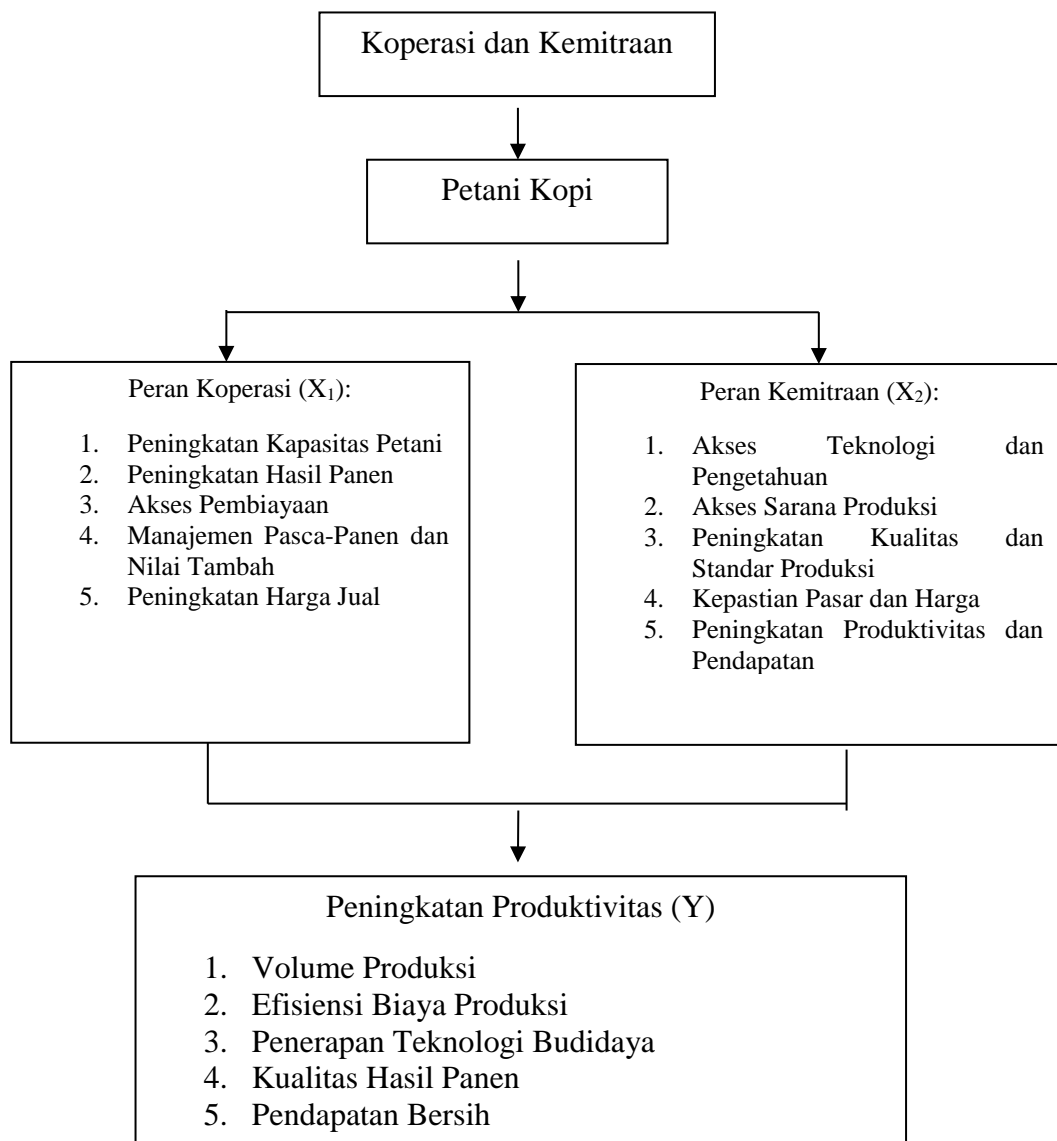 Koperasi dan Kemitraan
Petani Kopi
Peran Koperasi (X₁):
1. Peningkatan Kapasitas Petani
2. Peningkatan Hasil Panen
3. Akses Pembiayaan
4. Manajemen Pasca-Panen dan
Nilai Tambah
5. Peningkatan Harga Jual
Peran Kemitraan (X₂):
1. Akses Teknologi dan
Pengetahuan
2. Akses Sarana Produksi
3. Peningkatan Kualitas dan
Standar Produksi
4. Kepastian Pasar dan Harga
5. Peningkatan Produktivitas dan
Pendapatan
Peningkatan Produktivitas (Y)
1. Volume Produksi
2. Efisiensi Biaya Produksi
3. Penerapan Teknologi Budidaya
4. Kualitas Hasil Panen
5. Pendapatan Bersih